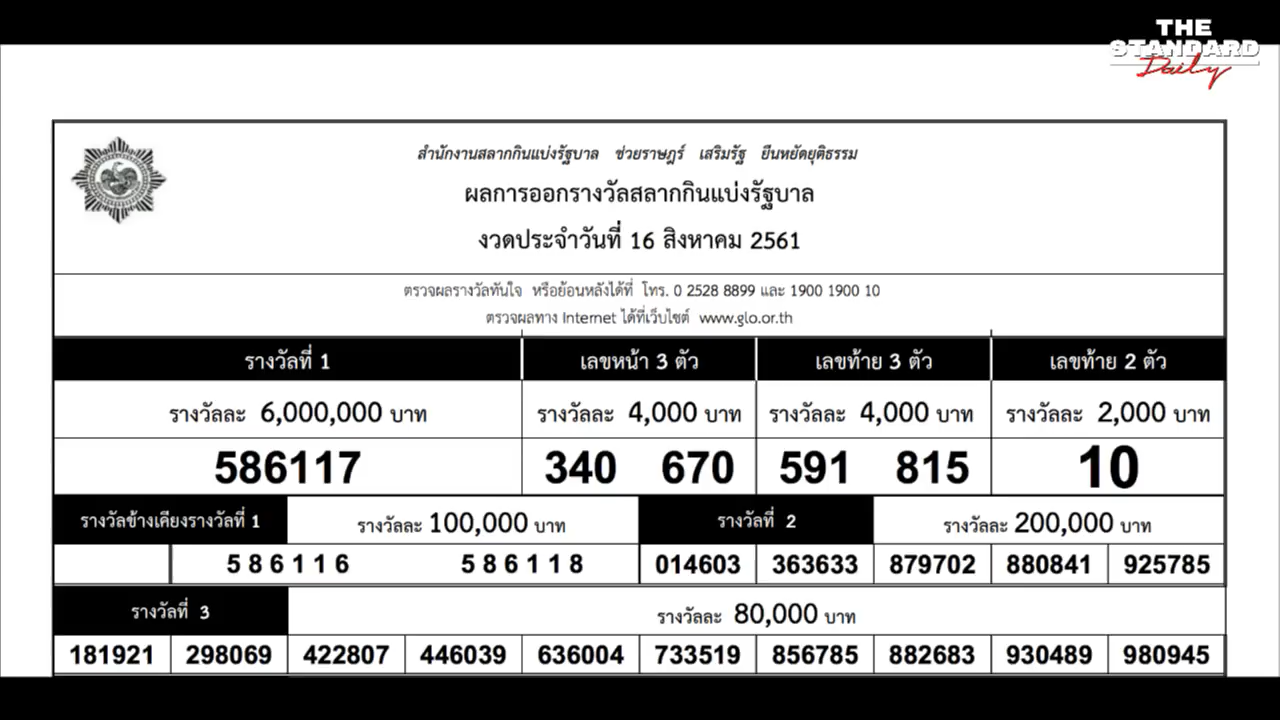 THE
STANDARD
Daily
สำนักงานสลากกินแบ่งรัฐบาล ช่วยราษฎร์ เสริมรัฐ ยืนหยัดยุติธรรม
ผลการออกรางวัลสลากกินแบ่งรัฐบาล
งวดประจำวันที่ 16 สิงหาคม 2561
ตรวจผลรางวัลทันใจ หรือย้อนหลังได้ที่ โทร. 0 2528 8899 และ 1900 1900 10
ตรวจผลทาง Internet ได้ที่เว็บไซต์ www.glo.or.th
รางวัลที่ 1 เลขหน้า 3 ตัว เลขท้าย 3 ตัว เลขท้าย 2 ตัว
รางวัลละ 6,000,000 บาท รางวัลละ 4,000 บาท รางวัลละ 4,000 บาท รางวัลละ 2,000 บาท
586117 340 670 591 815 10
รางวัลข้างเคียงรางวัลที่ 1 รางวัลละ 100,000 บาท รางวัลที่ 2 รางวัลละ 200,000 บาท
5 8 6 1 1 6 5 8 6 1 1 8 014603 363633 879702 880841 925785
รางวัลที่ 3 รางวัลละ 80,000 บาท
181921 298069 422807 446039 636004 733519 856785 882683 930489 980945